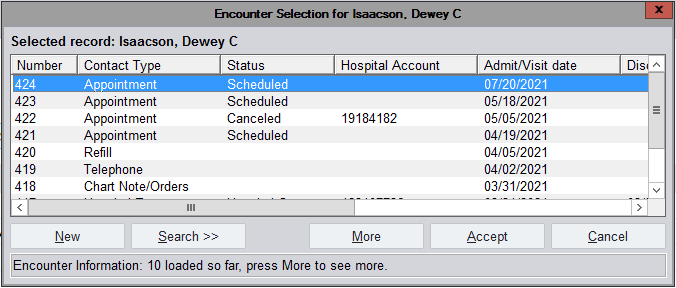 Encounter Selection for Isaacson, Dewey C
Selected record: Isaacson, Dewey C
Number Contact Type Status Hospital Account Admit/Visit date
424 Appointment Scheduled 07/20/2021
423 Appointment Scheduled 05/18/2021
422 Appointment Canceled 19184182 05/05/2021
421 Appointment Scheduled 04/19/2021
420 Refill 04/05/2021
419 Telephone 04/02/2021
418 Chart Note/Orders 03/31/2021
New Search >> More Accept Cancel
Encounter Information: 10 loaded so far, press More to see more.